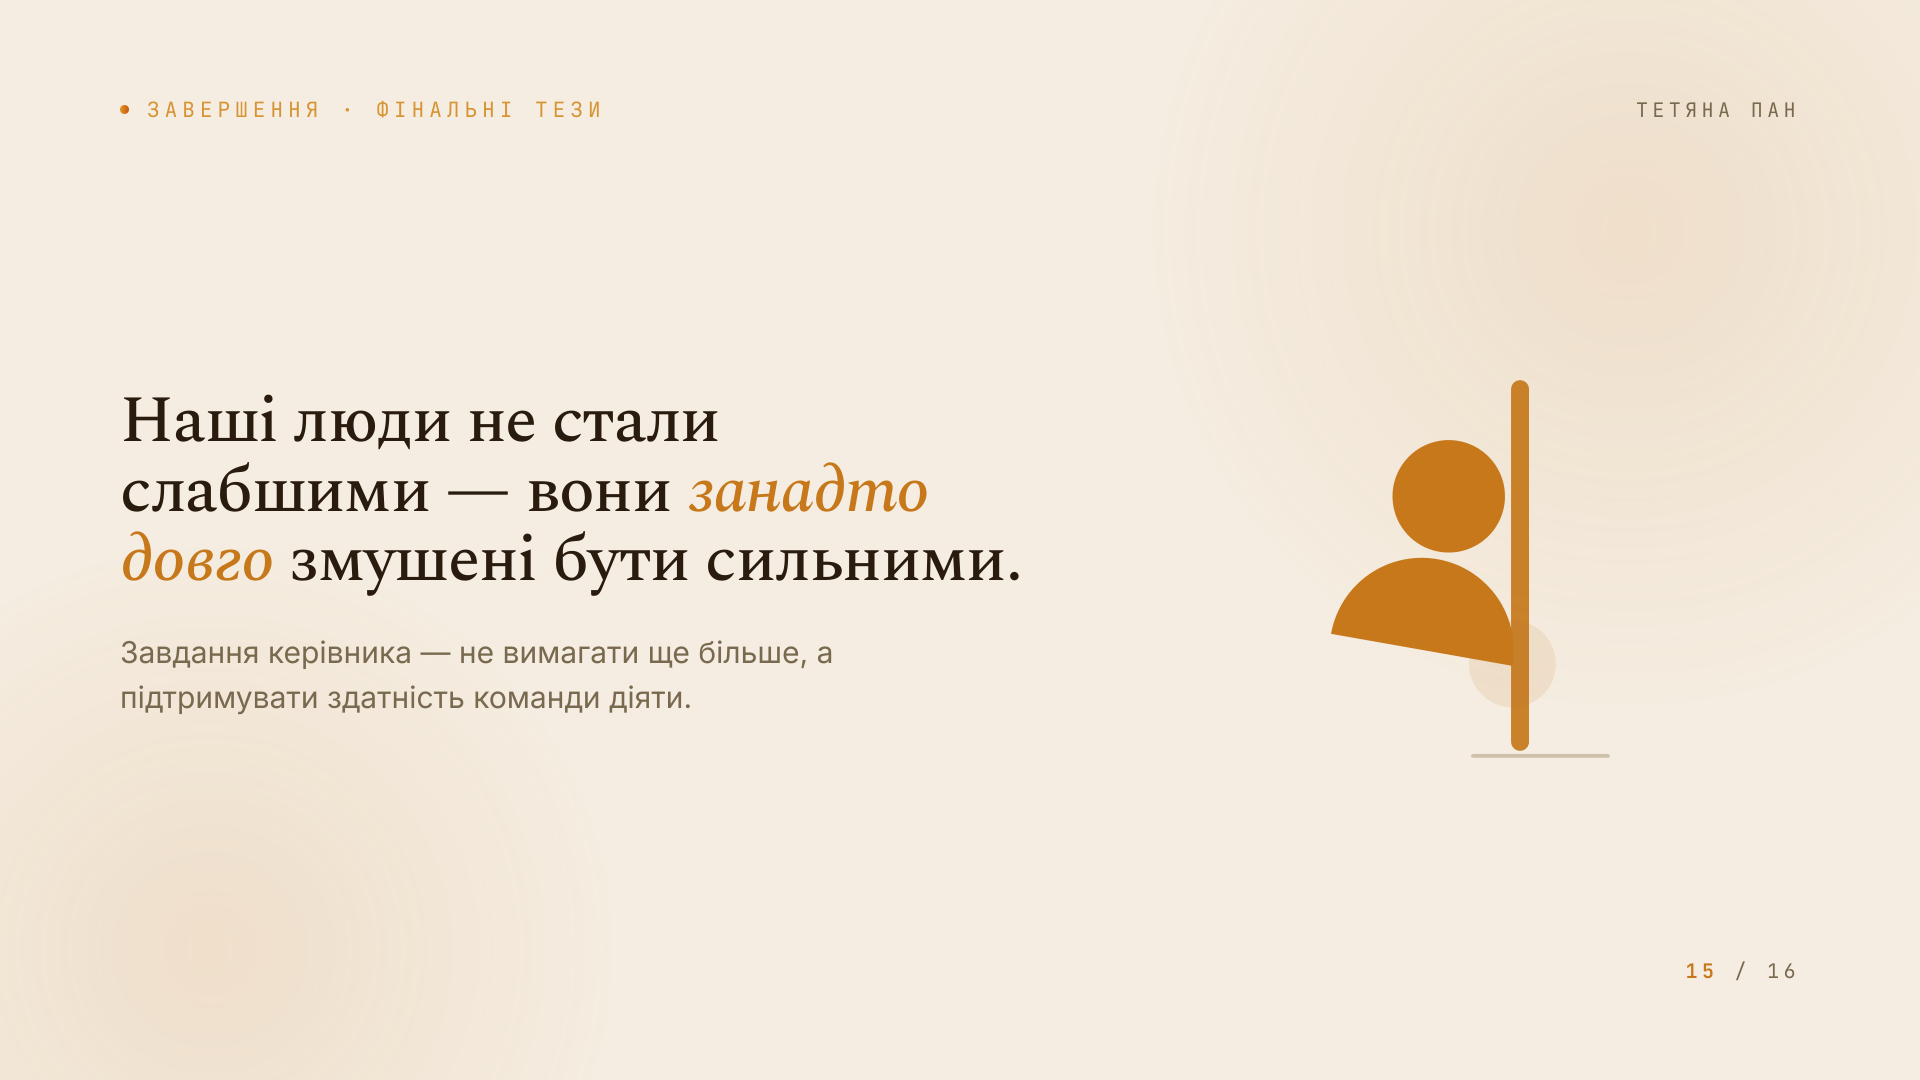 ЗАВЕРШЕННЯ · ФІНАЛЬНІ ТЕЗИ
ТЕТЯНА ПАН
Наші люди не стали
слабшими — вони занадто
довго змушені бути сильними.
Завдання керівника — не вимагати ще більше, а
підтримувати здатність команди діяти.
15 / 16